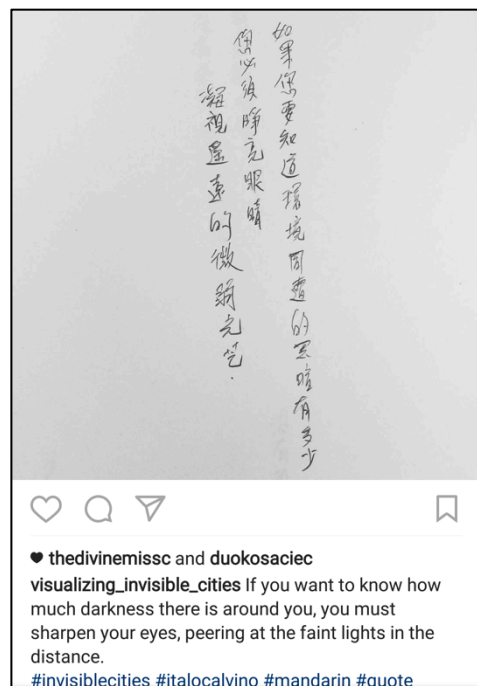 如果您要知道環境周遭的黑暗有多少
您必須睜亮眼睛
凝視遙遠的微弱光芒.
thedivinemissc and duokosaciec
visualizing_invisible_cities If you want to know how
much darkness there is around you, you must
sharpen your eyes, peering at the faint lights in the
distance.
#invisiblecities #italocalvino #mandarin #quote